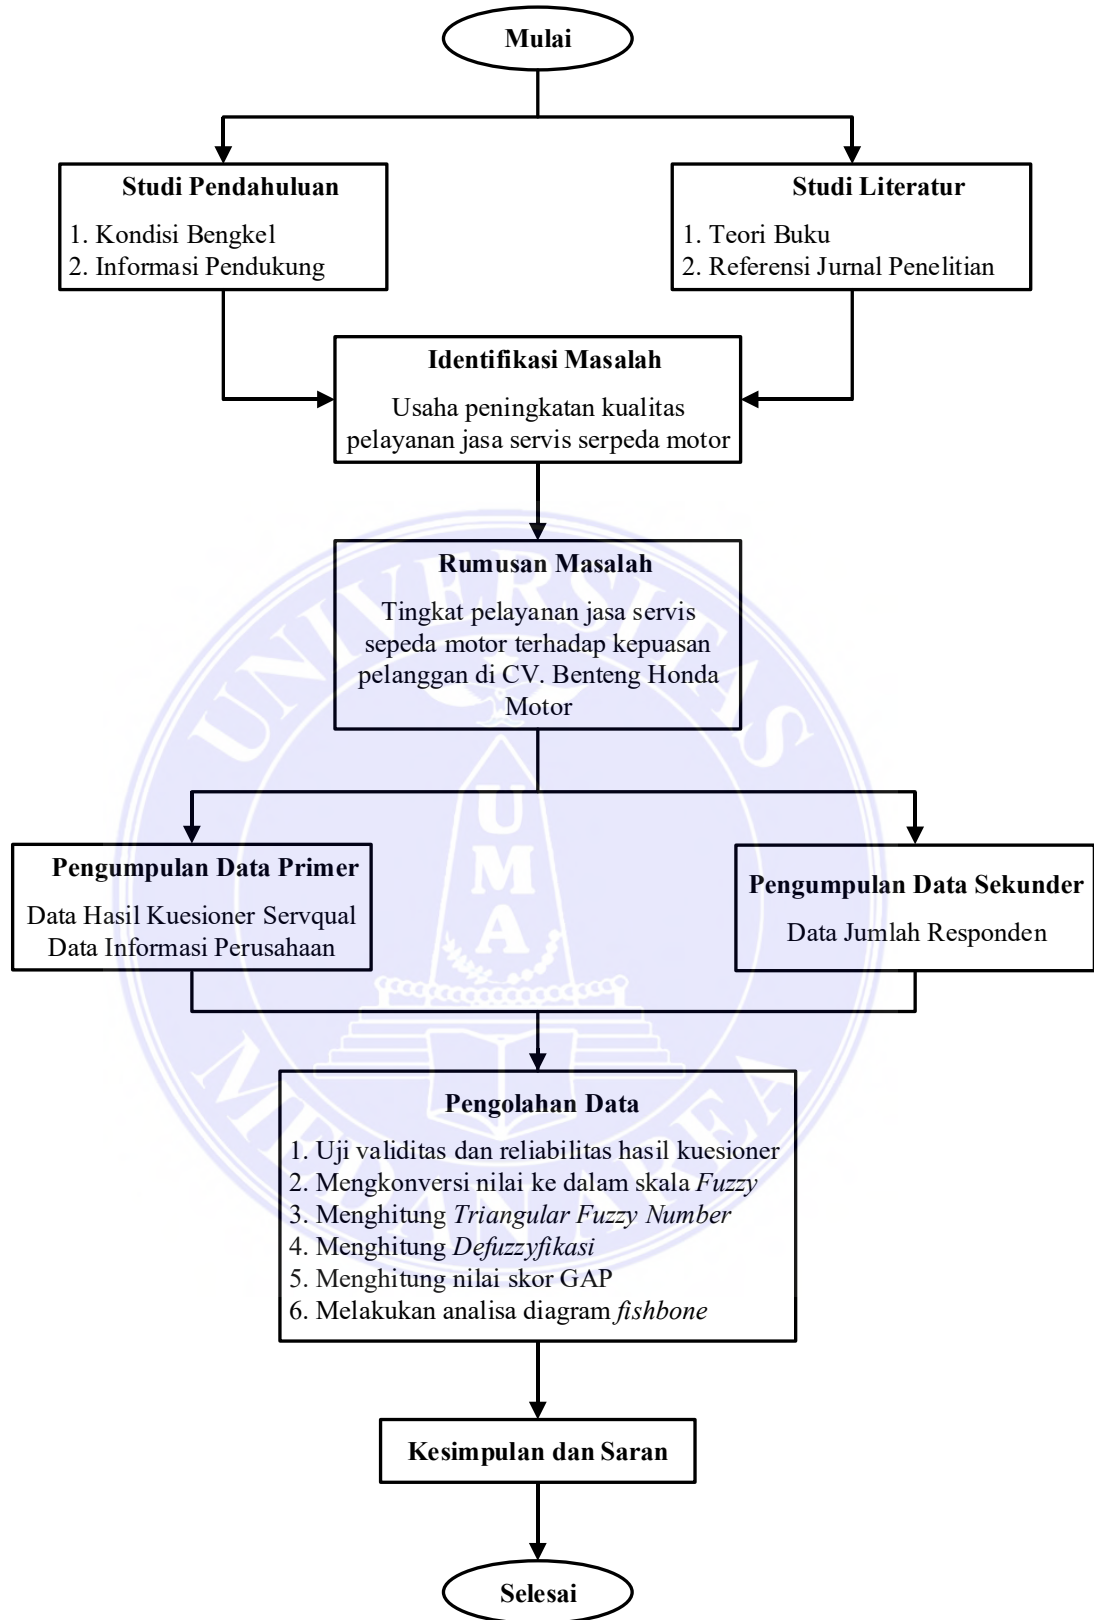 Mulai
Studi Pendahuluan
1. Kondisi Bengkel
2. Informasi Pendukung
Studi Literatur
1. Teori Buku
2. Referensi Jurnal Penelitian
Identifikasi Masalah
Usaha peningkatan kualitas
pelayanan jasa servis serpeda motor
Rumusan Masalah
Tingkat pelayanan jasa servis
sepeda motor terhadap kepuasan
pelanggan di CV. Benteng Honda
Motor
Pengumpulan Data Primer
Data Hasil Kuesioner Servqual
Data Informasi Perusahaan
Pengumpulan Data Sekunder
Data Jumlah Responden
Pengolahan Data
1. Uji validitas dan reliabilitas hasil kuesioner
2. Mengkonversi nilai ke dalam skala Fuzzy
3. Menghitung Triangular Fuzzy Number
4. Menghitung Defuzzyfikasi
5. Menghitung nilai skor GAP
6. Melakukan analisa diagram fishbone
Kesimpulan dan Saran
Selesai
UNIVERSITAS
UMA
MEDAN AREA